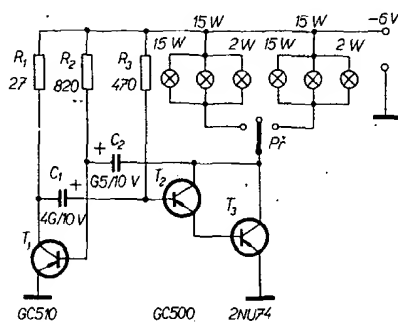 15 W 15 W -6V
15 W 2 W 15 W 2 W
R1 R2 R3
27 820 470
Př
+ C2
C1 + G5/10 V T2
4G/10 V T3
T1
GC510 GC500 2NU74